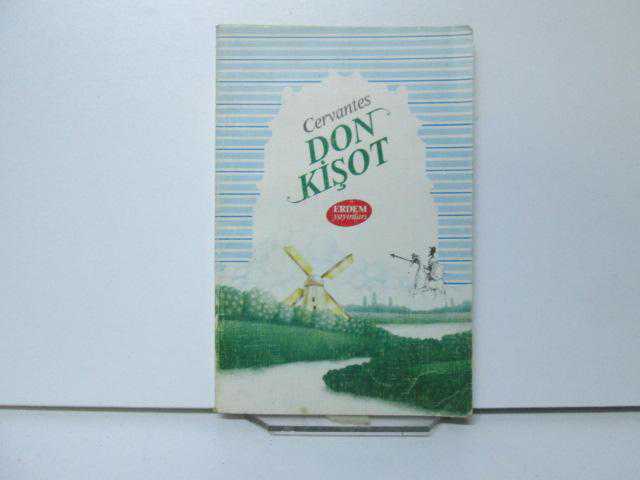 Cervantes
DON
KİŞOT
ERDEM
yayınları